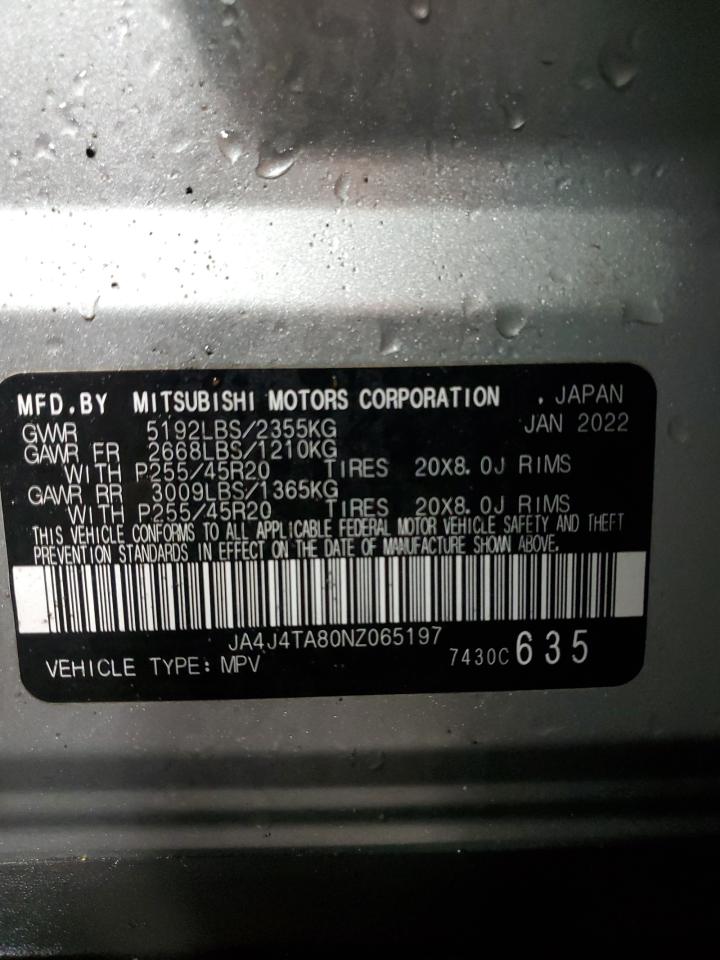 MFD.BY MITSUBISHI MOTORS CORPORATION . JAPAN
GVWR 5192LBS/2355KG JAN 2022
GAWR FR 2668LBS/1210KG
WITH P255/45R20 TIRES 20X8.0J RIMS
GAWR RR 3009LBS/1365KG
WITH P255/45R20 TIRES 20X8.0J RIMS
THIS VEHICLE CONFORMS TO ALL APPLICABLE FEDERAL MOTOR VEHICLE SAFETY AND THEFT
PREVENTION STANDARDS IN EFFECT ON THE DATE OF MANUFACTURE SHOWN ABOVE.
JA4J4TA80NZ065197
VEHICLE TYPE: MPV 7430C 635